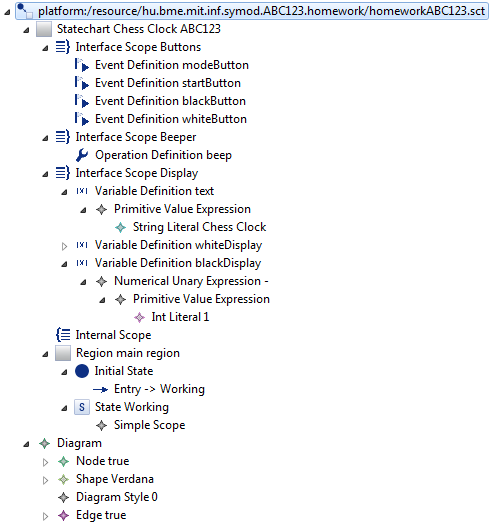 platform:/resource/hu.bme.mit.inf.symod.ABC123.homework/homeworkABC123.sct
Statechart Chess Clock ABC123
Interface Scope Buttons
Event Definition modeButton
Event Definition startButton
Event Definition blackButton
Event Definition whiteButton
Interface Scope Beeper
Operation Definition beep
Interface Scope Display
(x) Variable Definition text
Primitive Value Expression
String Literal Chess Clock
(x) Variable Definition whiteDisplay
(x) Variable Definition blackDisplay
Numerical Unary Expression -
Primitive Value Expression
Int Literal 1
Internal Scope
Region main region
Initial State
Entry -> Working
S State Working
Simple Scope
Diagram
Node true
Shape Verdana
Diagram Style 0
Edge true